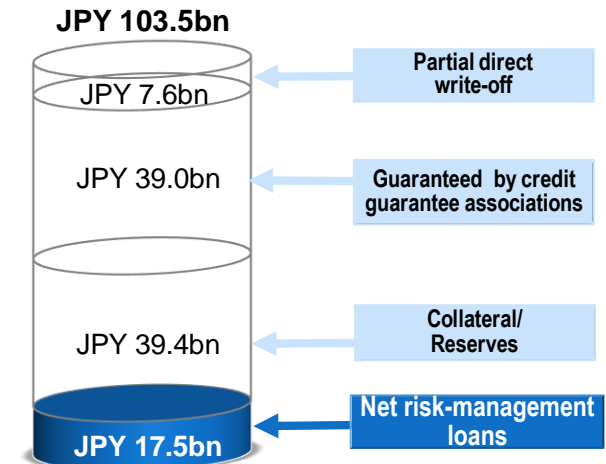 JPY 103.5bn
Partial direct
write-off
JPY 7.6bn
JPY 39.0bn
Guaranteed by credit
guarantee associations
JPY 39.4bn
Collateral/
Reserves
Net risk-management
loans
JPY 17.5bn